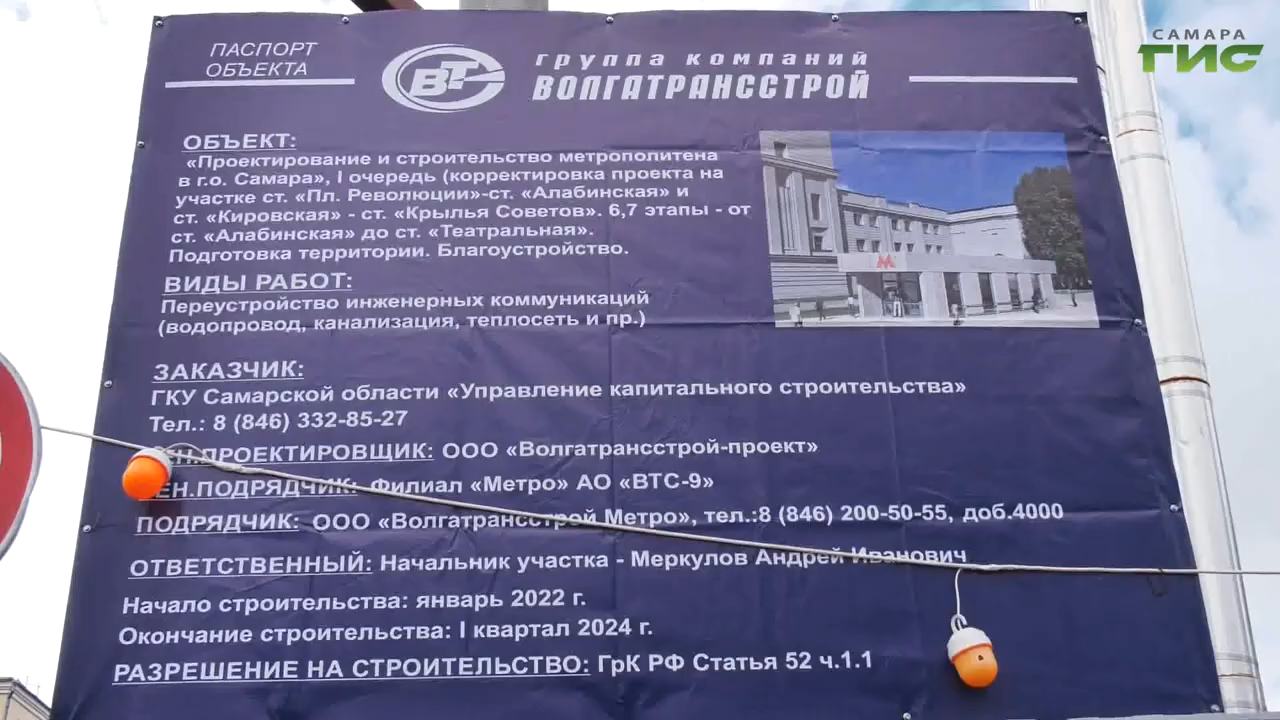 ПАСПОРТ
ОБЪЕКТА
ВТС
группа компаний
ВОЛГАТРАНССТРОЙ
САМАРА
ГИС
ОБЪЕКТ:
«Проектирование и строительство метрополитена
в г.о. Самара», I очередь (корректировка проекта на
участке ст. «Пл. Революции»-ст. «Алабинская» и
ст. «Кировская» - ст. «Крылья Советов». 6,7 этапы - от
ст. «Алабинская» до ст. «Театральная».
Подготовка территории. Благоустройство.
М
ВИДЫ РАБОТ:
Переустройство инженерных коммуникаций
(водопровод, канализация, теплосеть и пр.)
ЗАКАЗЧИК:
ГКУ Самарской области «Управление капитального строительства»
Тел.: 8 (846) 332-85-27
ЕН.ПРОЕКТИРОВЩИК: ООО «Волгатрансстрой-проект»
ЕН.ПОДРЯДЧИК: Филиал «Метро» АО «ВТС-9»
ПОДРЯДЧИК: ООО «Волгатрансстрой Метро», тел.:8 (846) 200-50-55, доб.4000
ОТВЕТСТВЕННЫЙ: Начальник участка - Меркулов Андрей Иванович
Начало строительства: январь 2022 г.
Окончание строительства: I квартал 2024 г.
РАЗРЕШЕНИЕ НА СТРОИТЕЛЬСТВО: ГрК РФ Статья 52 ч.1.1